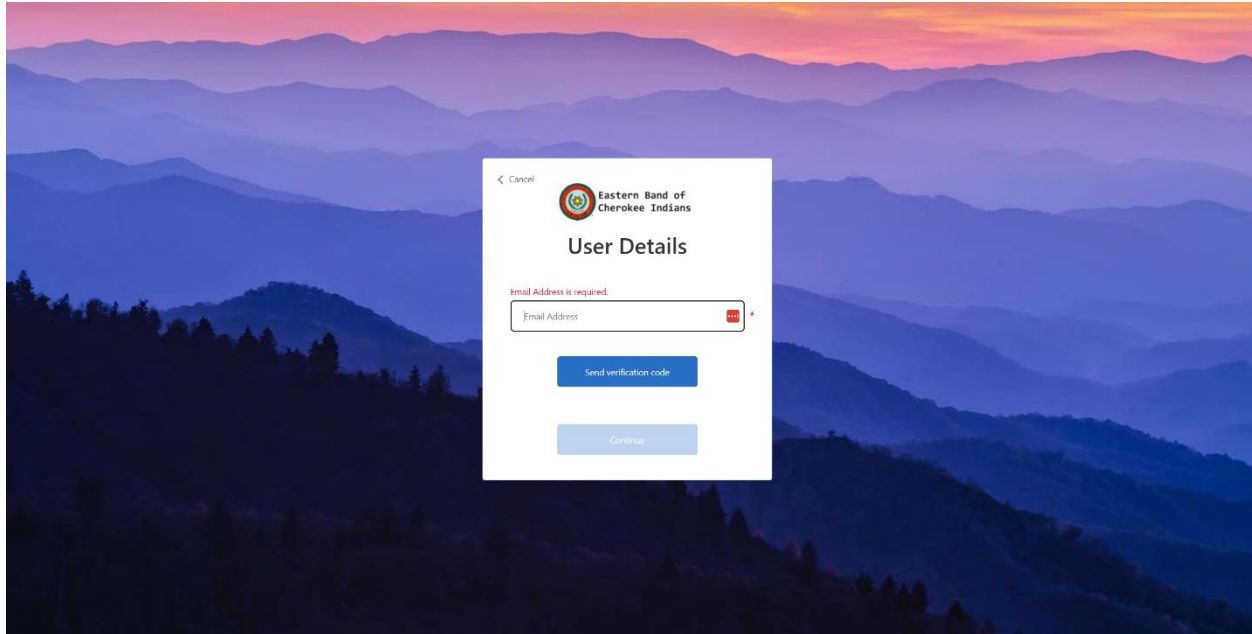 Cancel
Eastern Band of
Cherokee Indians
User Details
Email Address is required.
Email Address
*
Send verification code
Continue